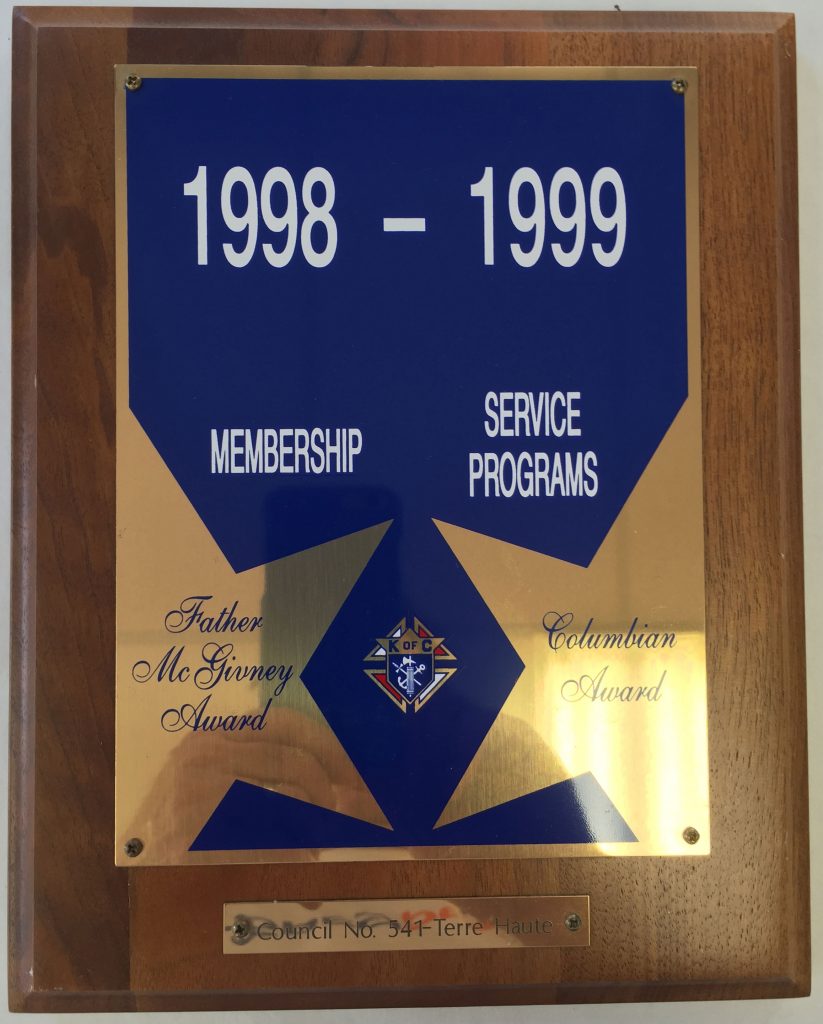 1998 – 1999
MEMBERSHIP
SERVICE
PROGRAMS
Father
McGivney
Award
K OF C
Columbian
Award
Council No. 541-Terre Haute